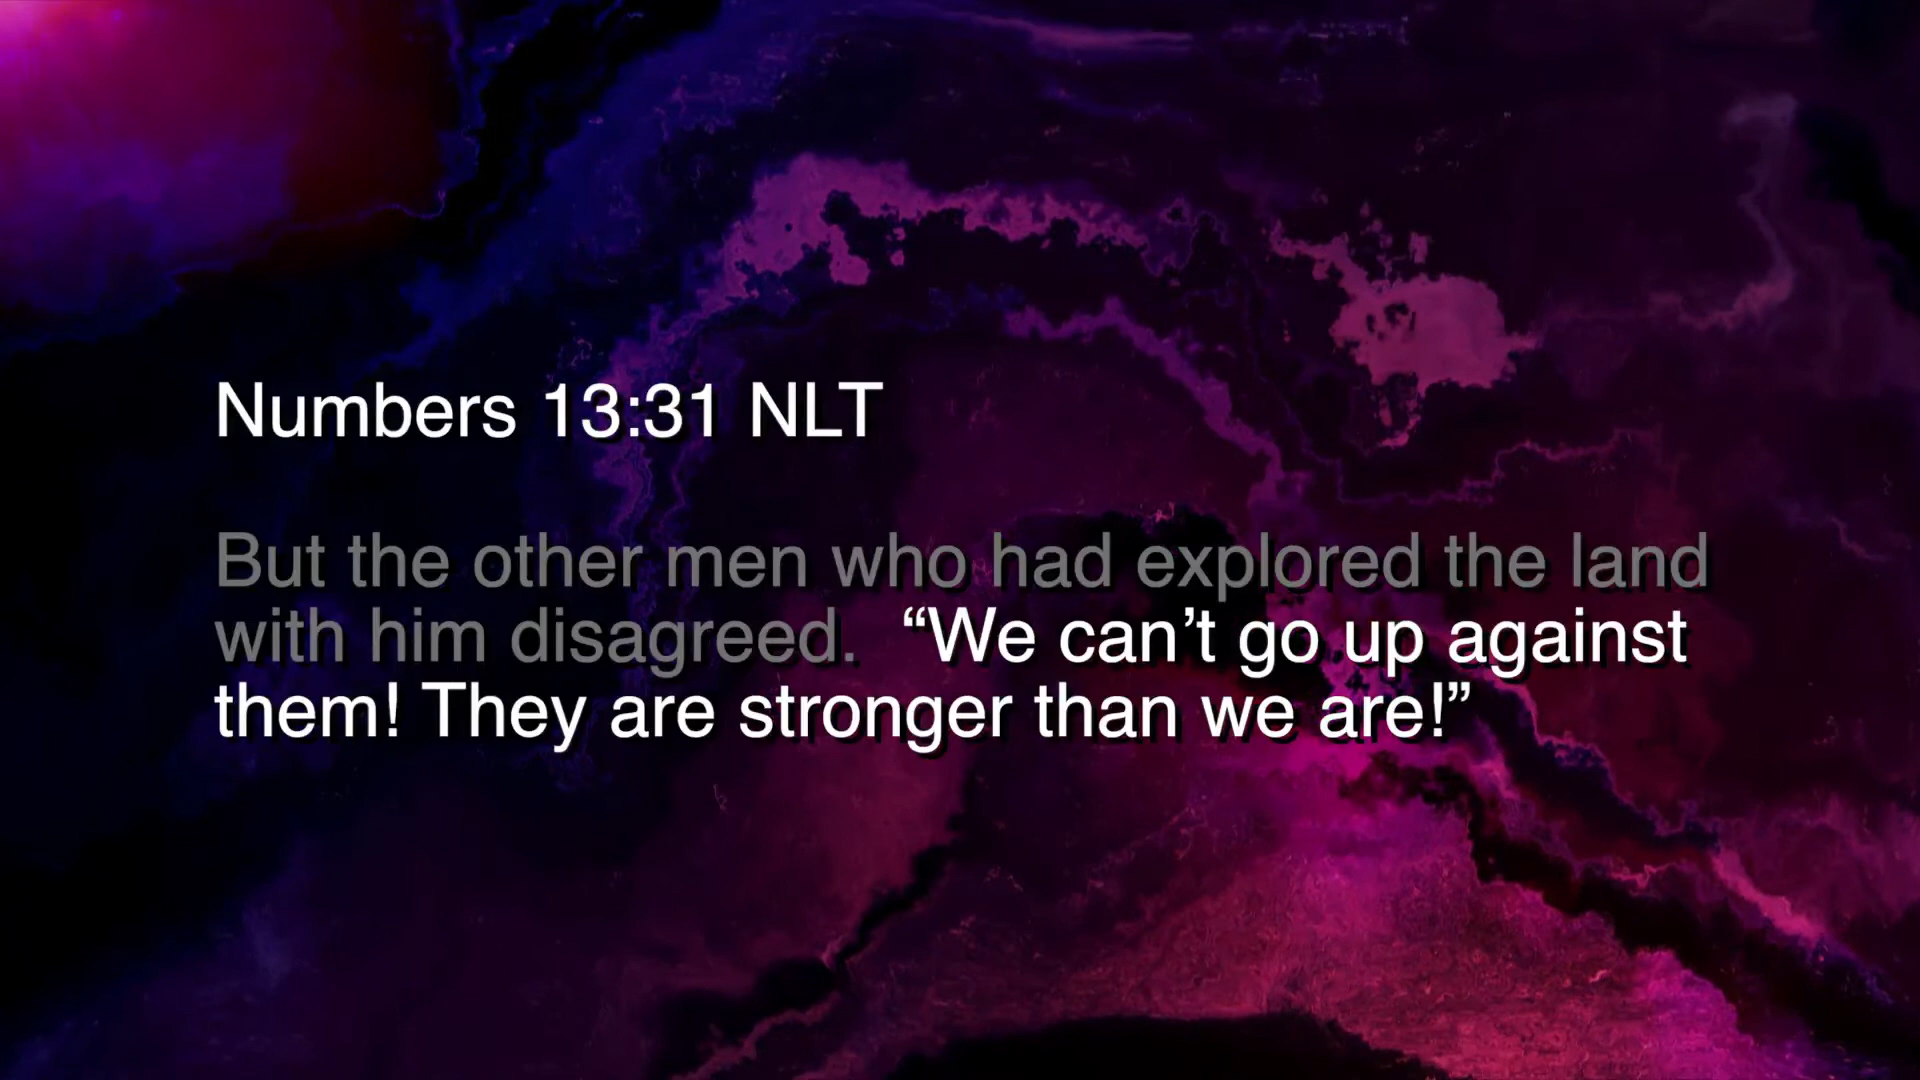 Numbers 13:31 NLT
But the other men who had explored the land
with him disagreed. “We can’t go up against
them! They are stronger than we are!”